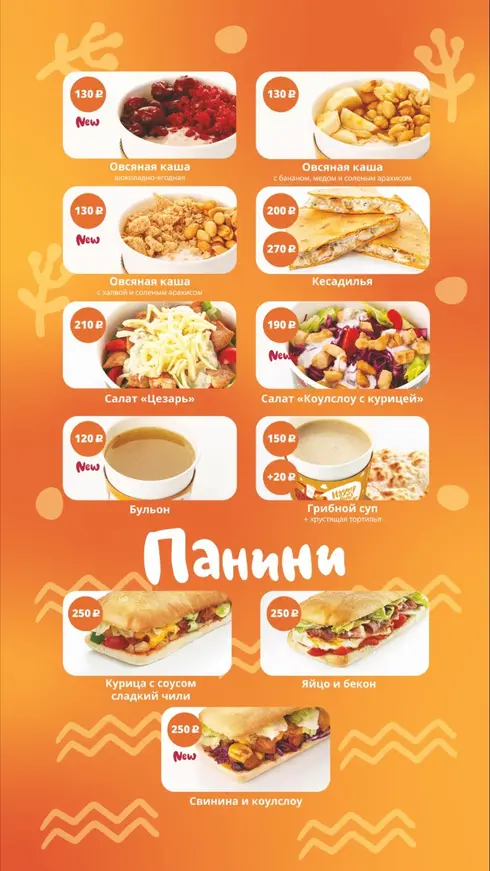 130 ₽
New
Овсяная каша
шоколадно-ягодная
130 ₽
Овсяная каша
с бананом, медом и соленым арахисом
130 ₽
New
Овсяная каша
с халвой и соленым арахисом
200 ₽
270 ₽
Кесадилья
210 ₽
Салат «Цезарь»
190 ₽
New
Салат «Коулслоу с курицей»
120 ₽
New
Бульон
150 ₽
+20 ₽
Грибной суп
+ хрустящая тортилья
Панини
250 ₽
Курица с соусом
сладкий чили
250 ₽
Яйцо и бекон
250 ₽
New
Свинина и коулслоу